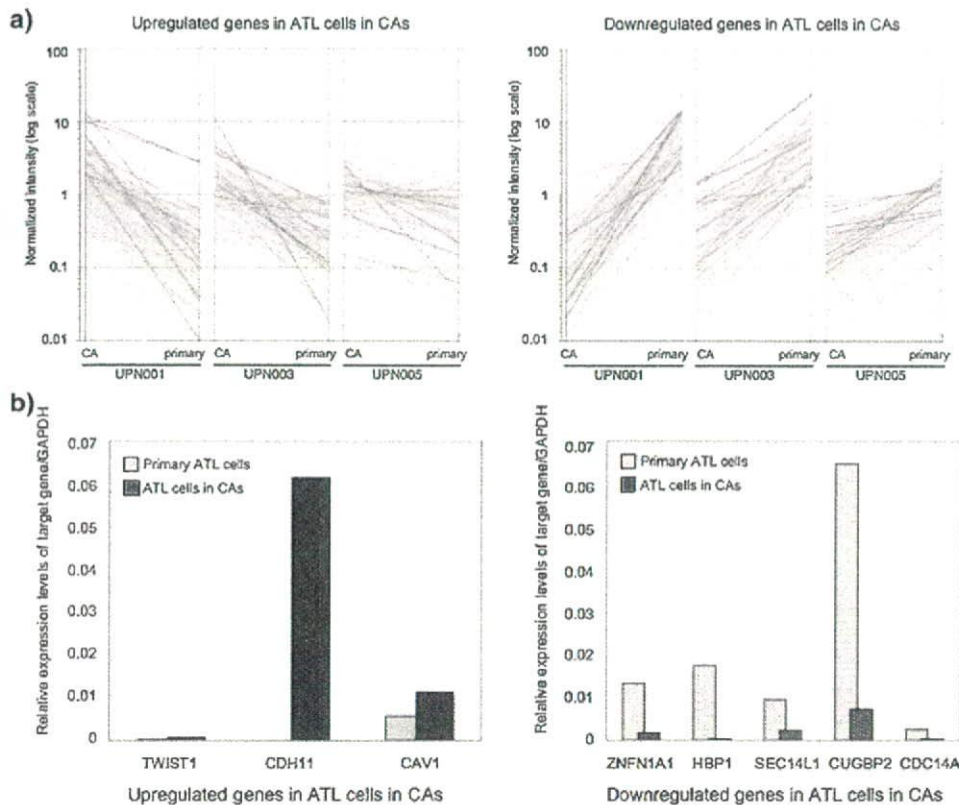 a)
Upregulated genes in ATL cells in CAs
Normalized intensity (log scale)
100
10
1
0.1
0.01
CA primary CA primary CA primary
UPN001 UPN003 UPN005
Downregulated genes in ATL cells in CAs
Normalized intensity (log scale)
100
10
1
0.1
0.01
CA primary CA primary CA primary
UPN001 UPN003 UPN005
b)
Relative expression levels of target gene/GAPDH
0.07
0.06
0.05
0.04
0.03
0.02
0.01
0
Primary ATL cells
ATL cells in CAs
TWIST1 CDH11 CAV1
Upregulated genes in ATL cells in CAs
Relative expression levels of target gene/GAPDH
0.07
0.06
0.05
0.04
0.03
0.02
0.01
0
Primary ATL cells
ATL cells in CAs
ZNFN1A1 HBP1 SEC14L1 CUGBP2 CDC14A
Downregulated genes in ATL cells in CAs